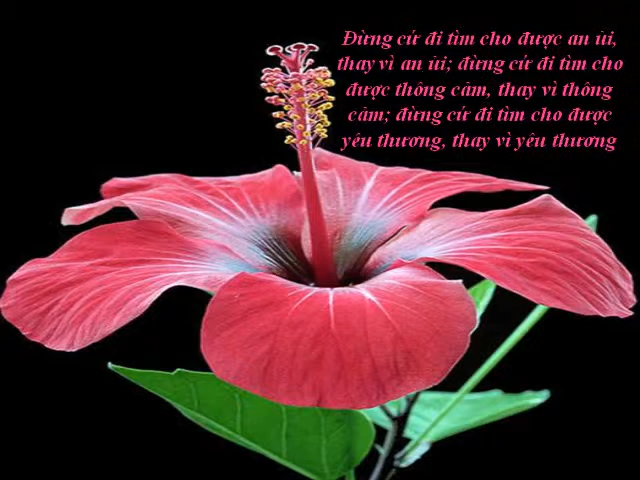 Đừng cứ đi tìm cho được an ủi,
thay vì an ủi; đừng cứ đi tìm cho
được thông cảm, thay vì thông
cảm; đừng cứ đi tìm cho được
yêu thương, thay vì yêu thương